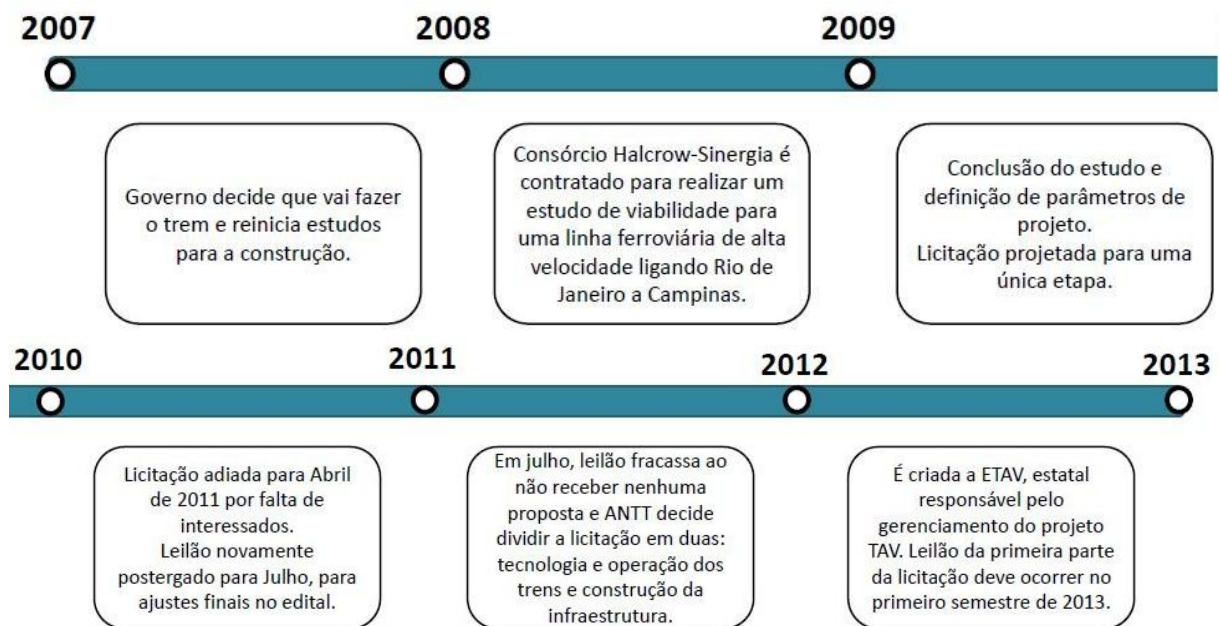 2007
2008
2009
Governo decide que vai fazer
o trem e reinicia estudos
para a construção.
Consórcio Halcrow-Sinergia é
contratado para realizar um
estudo de viabilidade para
uma linha ferroviária de alta
velocidade ligando Rio de
Janeiro a Campinas.
Conclusão do estudo e
definição de parâmetros de
projeto.
Licitação projetada para uma
única etapa.
2010
2011
2012
2013
Licitação adiada para Abril
de 2011 por falta de
interessados.
Leilão novamente
postergado para Julho, para
ajustes finais no edital.
Em julho, leilão fracassa ao
não receber nenhuma
proposta e ANTT decide
dividir a licitação em duas:
tecnologia e operação dos
trens e construção da
infraestrutura.
É criada a ETAV, estatal
responsável pelo
gerenciamento do projeto
TAV. Leilão da primeira parte
da licitação deve ocorrer no
primeiro semestre de 2013.